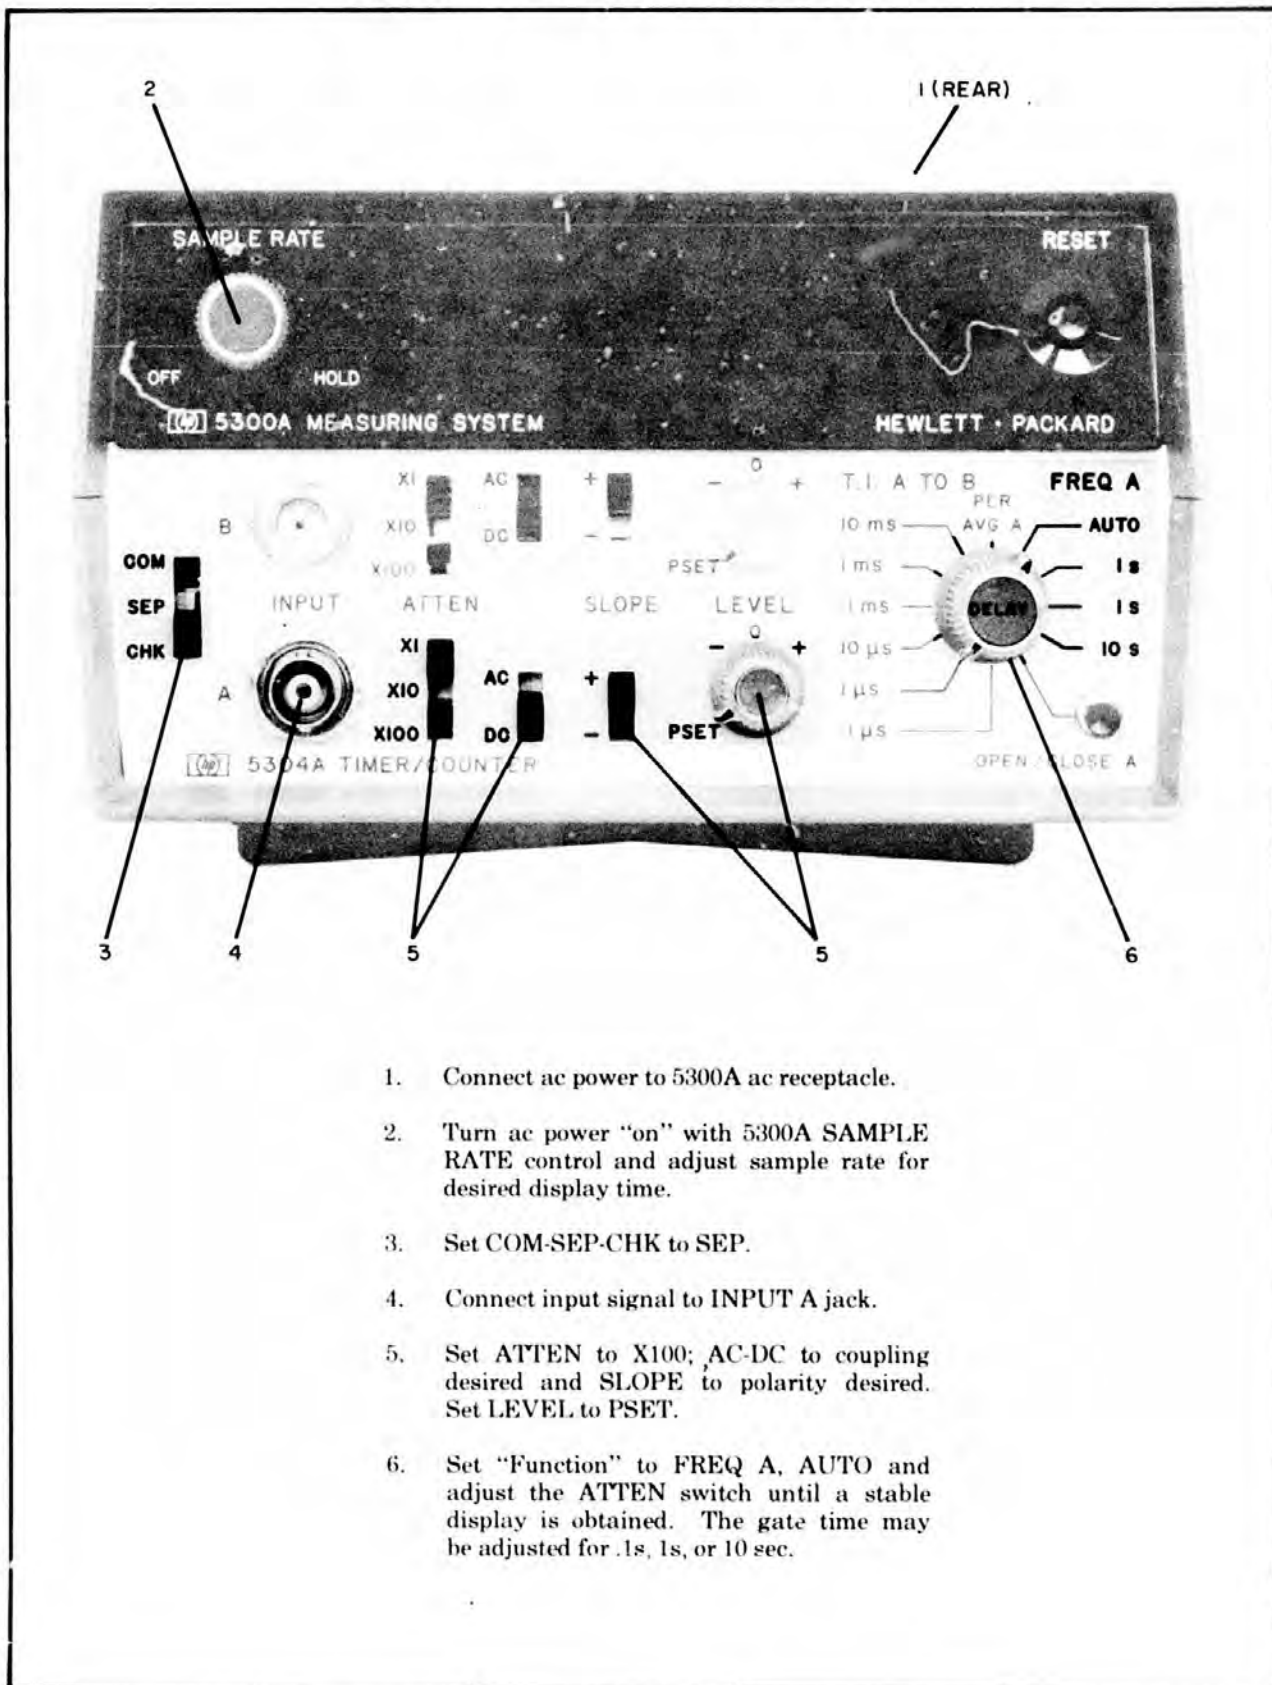 2
1 (REAR)
SAMPLE RATE
RESET
OFF
HOLD
hp 5300A MEASURING SYSTEM
HEWLETT • PACKARD
X1
AC
+
- 0 +
T.I. A TO B
FREQ A
PER
AVG A
B
X10
DC
-
10 ms
AUTO
COM
X100
PSET
1 ms
1 s
SEP
INPUT
ATTEN
SLOPE
LEVEL
1 ms
DELAY
1 s
CHK
X1
- 0 +
10 µs
10 s
A
X10
AC
+
1 µs
X100
DC
-
PSET
1 µs
hp 5304A TIMER/COUNTER
OPEN/CLOSE A
3
4
5
5
6
1. Connect ac power to 5300A ac receptacle.
2. Turn ac power “on” with 5300A SAMPLE
RATE control and adjust sample rate for
desired display time.
3. Set COM-SEP-CHK to SEP.
4. Connect input signal to INPUT A jack.
5. Set ATTEN to X100; AC-DC to coupling
desired and SLOPE to polarity desired.
Set LEVEL to PSET.
6. Set “Function” to FREQ A, AUTO and
adjust the ATTEN switch until a stable
display is obtained. The gate time may
be adjusted for .1s, 1s, or 10 sec.